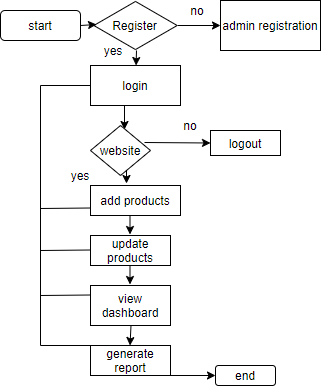 start
Register
no
admin registration
yes
login
website
no
logout
yes
add products
update
products
view
dashboard
generate
report
end